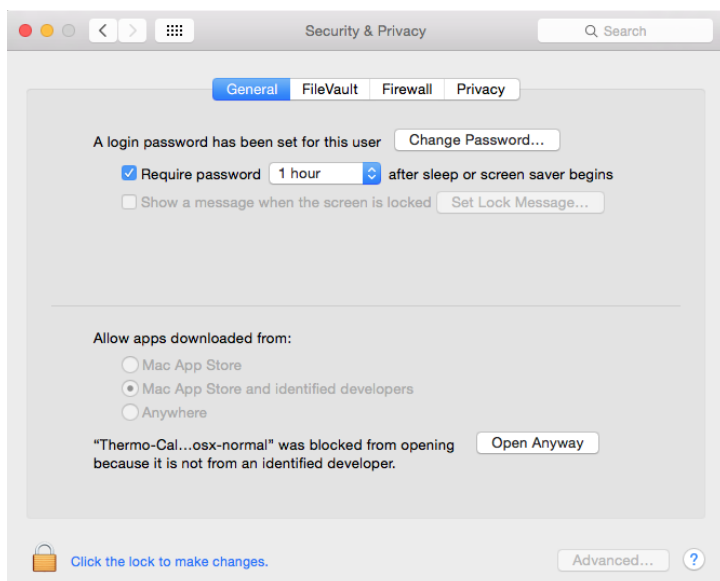 Security & Privacy
Search
General FileVault Firewall Privacy
A login password has been set for this user Change Password...
Require password 1 hour after sleep or screen saver begins
Show a message when the screen is locked Set Lock Message...
Allow apps downloaded from:
Mac App Store
Mac App Store and identified developers
Anywhere
“Thermo-Cal...osx-normal” was blocked from opening Open Anyway
because it is not from an identified developer.
Click the lock to make changes. Advanced... ?